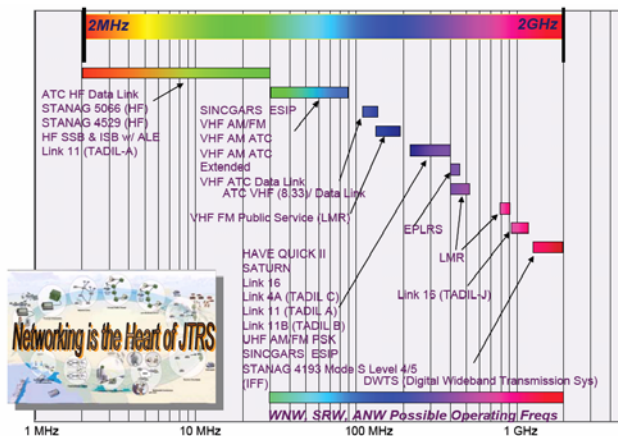 2MHz
2GHz
ATC HF Data Link
STANAG 5066 (HF)
STANAG 4529 (HF)
HF SSB & ISB w/ ALE
Link 11 (TADIL-A)
SINCGARS ESIP
VHF AM/FM
VHF AM ATC
VHF AM ATC
Extended
VHF ATC Data Link
ATC VHF (8.33)/ Data Link
VHF FM Public Service (LMR)
EPLRS
LMR
HAVE QUICK II
SATURN
Link 16
Link 4A (TADIL C)
Link 11 (TADIL A)
Link 11B (TADIL B)
UHF AM/FM PSK
SINCGARS ESIP
STANAG 4193 Mode S Level 4/5
(IFF)
Link 16 (TADIL-J)
DWTS (Digital Wideband Transmission Sys)
Networking is the Heart of JTRS
WNW, SRW, ANW Possible Operating Freqs
1 MHz
10 MHz
100 MHz
1 GHz